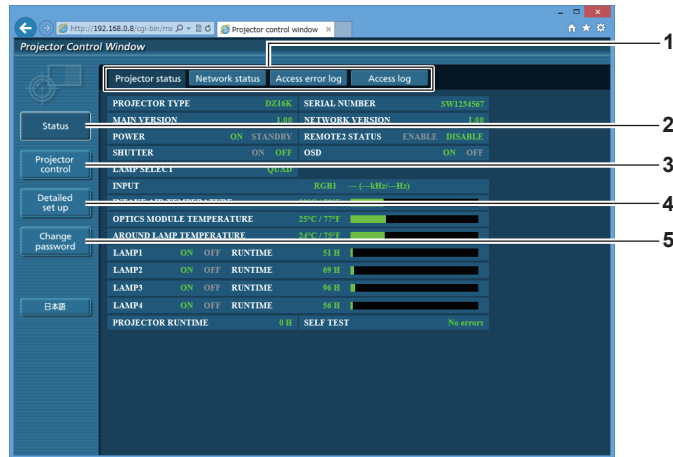 http://192.168.0.8/cgi-bin/ma Projector control window
Projector Control Window
1
Projector status Network status Access error log Access log
PROJECTOR TYPE DZ16K SERIAL NUMBER SW1234567
Status
MAIN VERSION 1.00 NETWORK VERSION 1.00
2
POWER ON STANDBY REMOTE2 STATUS ENABLE DISABLE
SHUTTER ON OFF OSD ON OFF
Projector control
LAMP SELECT QUAD
3
INPUT RGB1 --- (---kHz/---Hz)
Detailed set up
INTAKE AIR TEMPERATURE
4
OPTICS MODULE TEMPERATURE 25°C / 77°F
Change password
AROUND LAMP TEMPERATURE 24°C / 75°F
5
LAMP1 ON OFF RUNTIME 51 H
LAMP2 ON OFF RUNTIME 69 H
LAMP3 ON OFF RUNTIME 96 H
日本語
LAMP4 ON OFF RUNTIME 56 H
PROJECTOR RUNTIME 0 H SELF TEST No errors